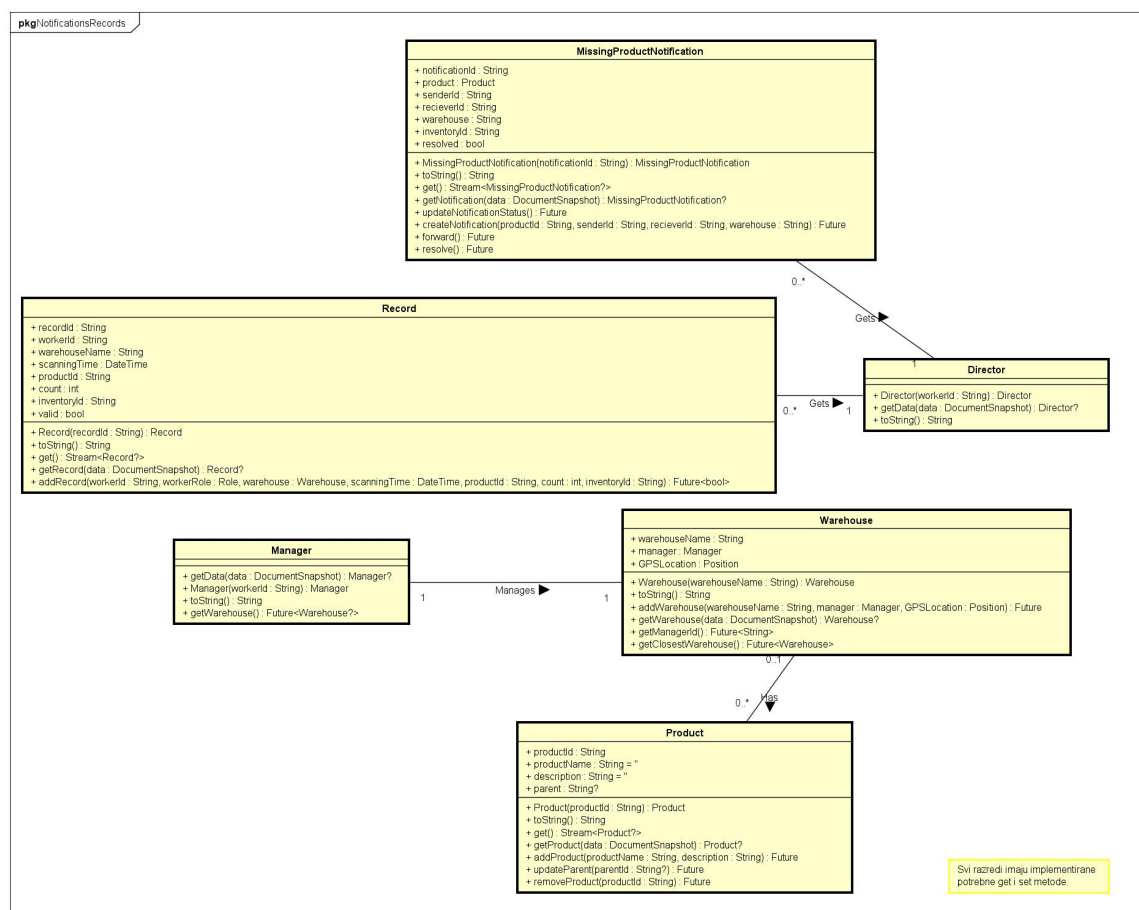 pkg NotificationsRecords
MissingProductNotification
+ notificationId : String
+ product : Product
+ senderId : String
+ recieverId : String
+ warehouse : String
+ inventoryId : String
+ resolved : bool
+ MissingProductNotification(notificationId : String) : MissingProductNotification
+ toString() : String
+ get() : Stream<MissingProductNotification?>
+ getNotification(data : DocumentSnapshot) : MissingProductNotification?
+ updateNotificationStatus() : Future
+ createNotification(productId : String, senderId : String, recieverId : String, warehouse : String) : Future
+ forward() : Future
+ resolve() : Future
0..*
Gets
1
Record
+ recordId : String
+ workerId : String
+ warehouseName : String
+ scanningTime : DateTime
+ productId : String
+ count : int
+ inventoryId : String
+ valid : bool
+ Record(recordId : String) : Record
+ toString() : String
+ get() : Stream<Record?>
+ getRecord(data : DocumentSnapshot) : Record?
+ addRecord(workerId : String, workerRole : Role, warehouse : Warehouse, scanningTime : DateTime, productId : String, count : int, inventoryId : String) : Future<bool>
0..*
Gets
1
Director
+ Director(workerId : String) : Director
+ getData(data : DocumentSnapshot) : Director?
+ toString() : String
Manager
+ getData(data : DocumentSnapshot) : Manager?
+ Manager(workerId : String) : Manager
+ toString() : String
+ getWarehouse() : Future<Warehouse?>
1
Manages
1
Warehouse
+ warehouseName : String
+ manager : Manager
+ GPSLocation : Position
+ Warehouse(warehouseName : String) : Warehouse
+ toString() : String
+ addWarehouse(warehouseName : String, manager : Manager, GPSLocation : Position) : Future
+ getWarehouse(data : DocumentSnapshot) : Warehouse?
+ getManagerId() : Future<String>
+ getClosestWarehouse() : Future<Warehouse>
0..1
Has
0..*
Product
+ productId : String
+ productName : String = ''
+ description : String = ''
+ parent : String?
+ Product(productId : String) : Product
+ toString() : String
+ get() : Stream<Product?>
+ getProduct(data : DocumentSnapshot) : Product?
+ addProduct(productName : String, description : String) : Future
+ updateParent(parentId : String?) : Future
+ removeProduct(productId : String) : Future
Svi razredi imaju implementirane
potrebne get i set metode.